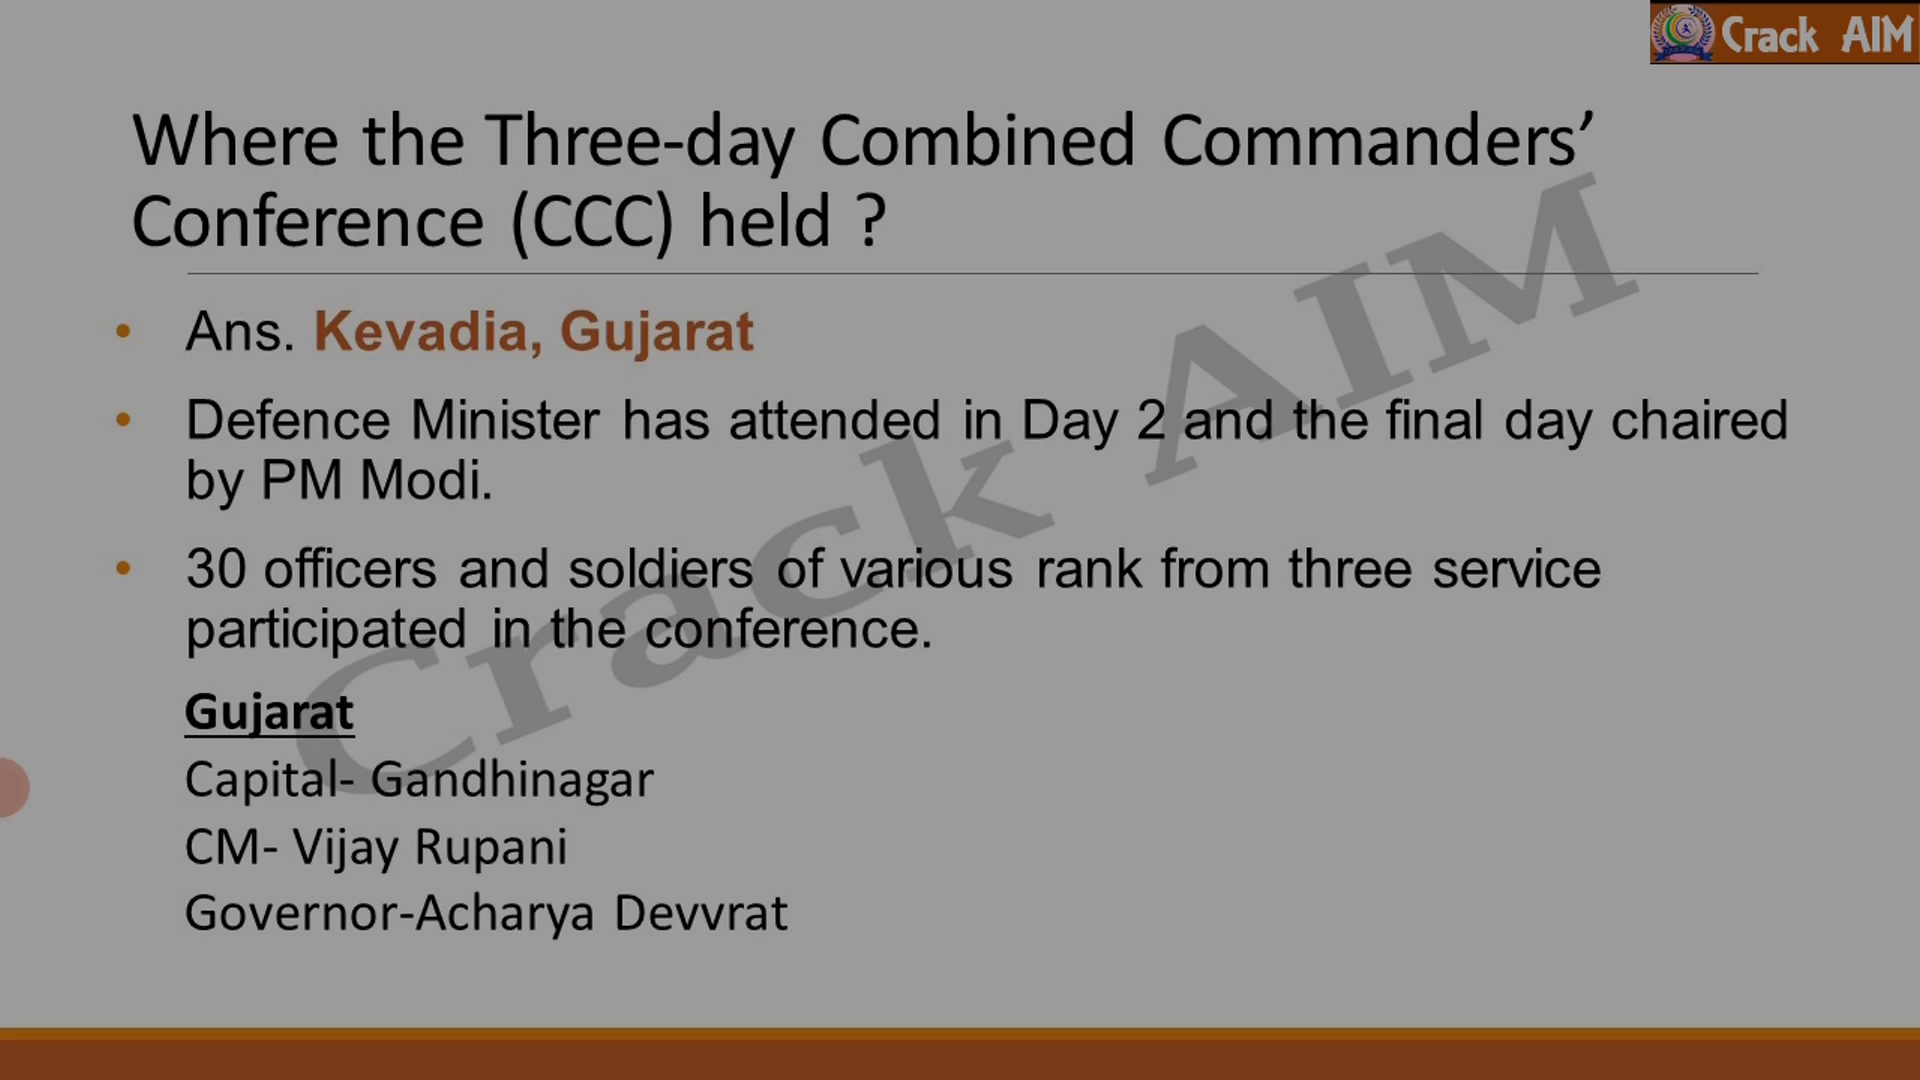 Crack AIM
Where the Three-day Combined Commanders’
Conference (CCC) held ?
• Ans. Kevadia, Gujarat
• Defence Minister has attended in Day 2 and the final day chaired
by PM Modi.
• 30 officers and soldiers of various rank from three service
participated in the conference.
Gujarat
Capital- Gandhinagar
CM- Vijay Rupani
Governor-Acharya Devvrat
Crack AIM